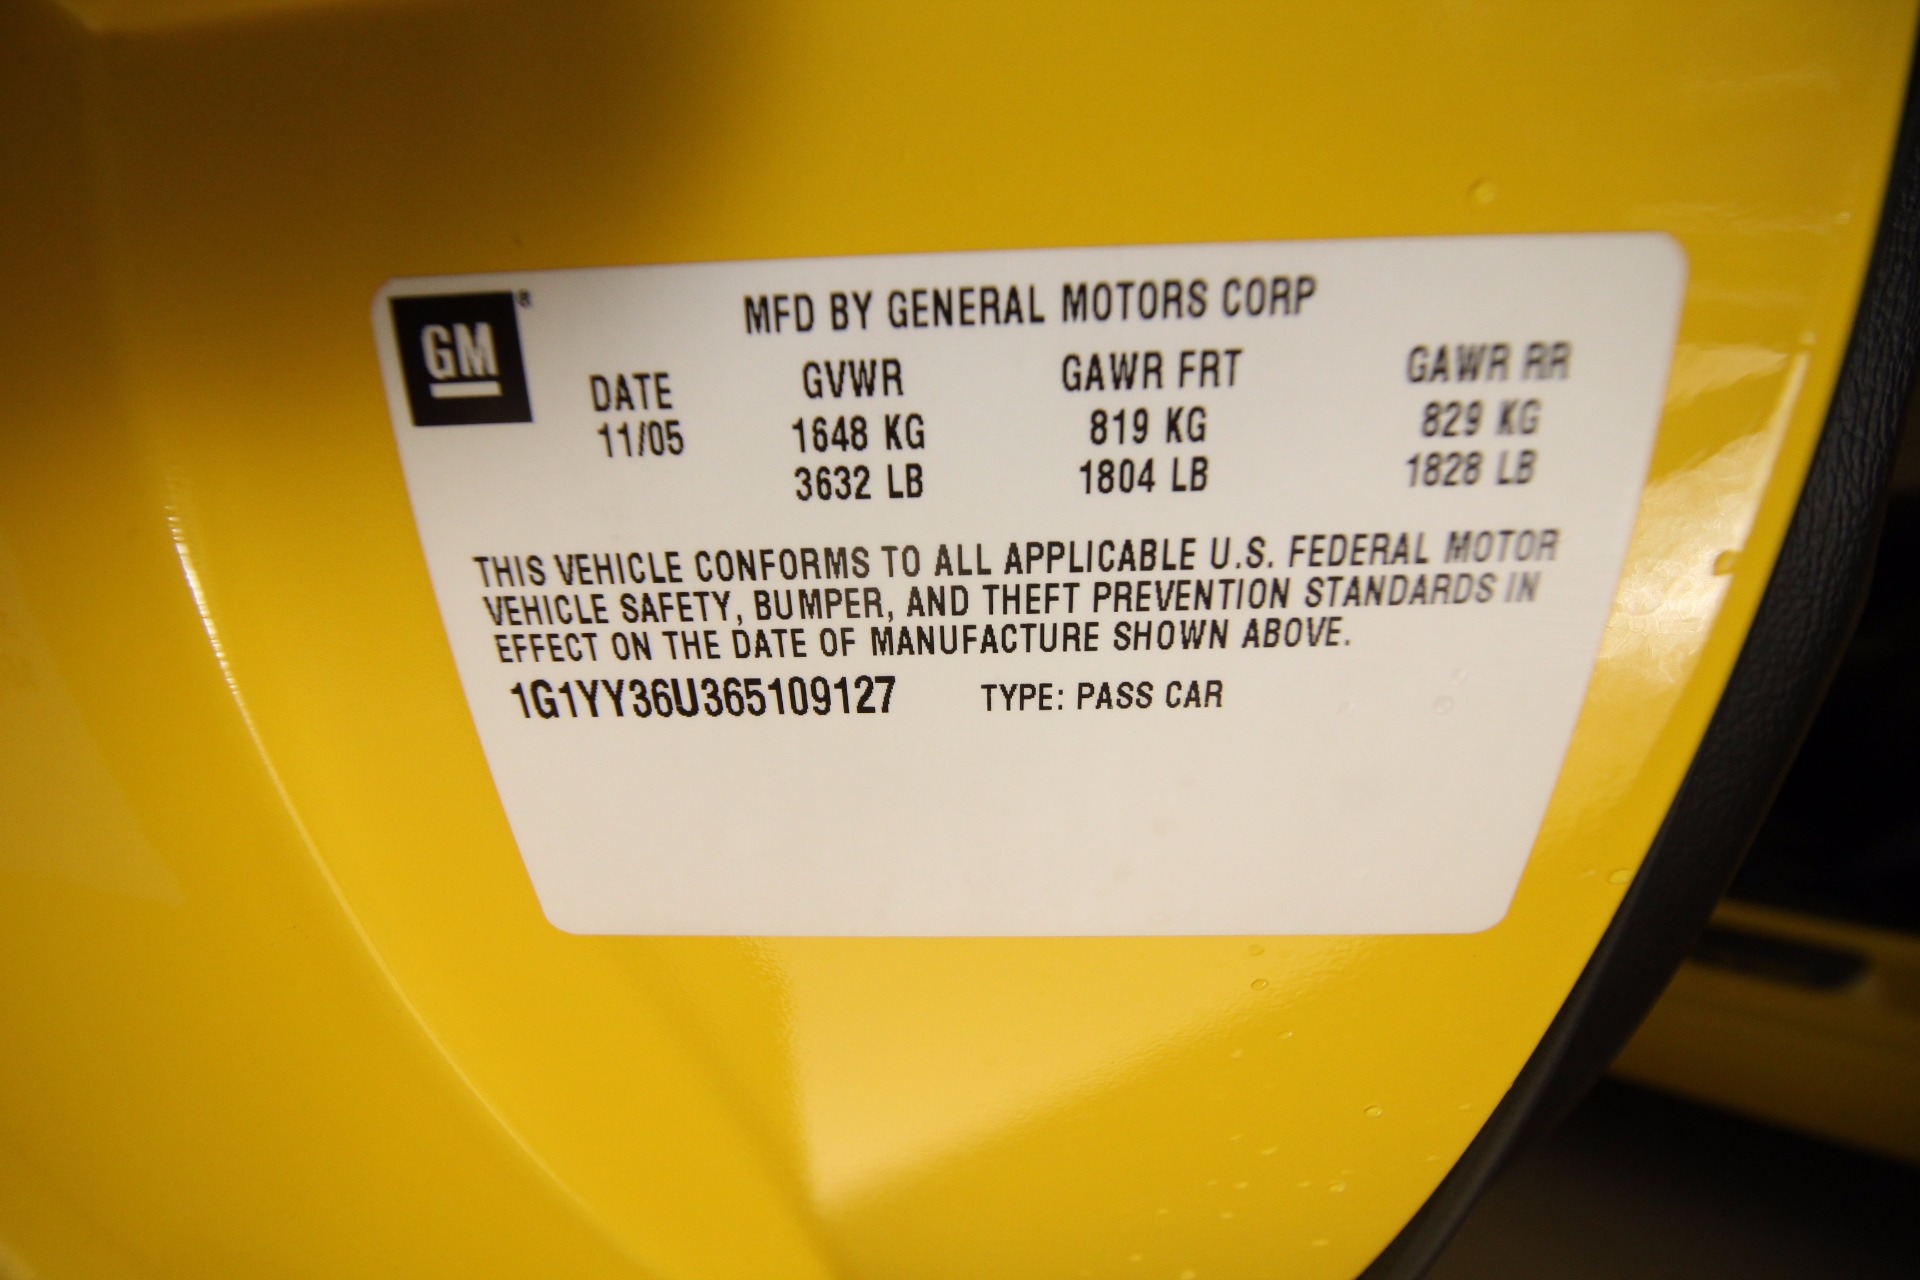 GM®
MFD BY GENERAL MOTORS CORP
DATE GVWR GAWR FRT GAWR RR
11/05 1648 KG 819 KG 829 KG
3632 LB 1804 LB 1828 LB
THIS VEHICLE CONFORMS TO ALL APPLICABLE U.S. FEDERAL MOTOR
VEHICLE SAFETY, BUMPER, AND THEFT PREVENTION STANDARDS IN
EFFECT ON THE DATE OF MANUFACTURE SHOWN ABOVE.
1G1YY36U365109127 TYPE: PASS CAR